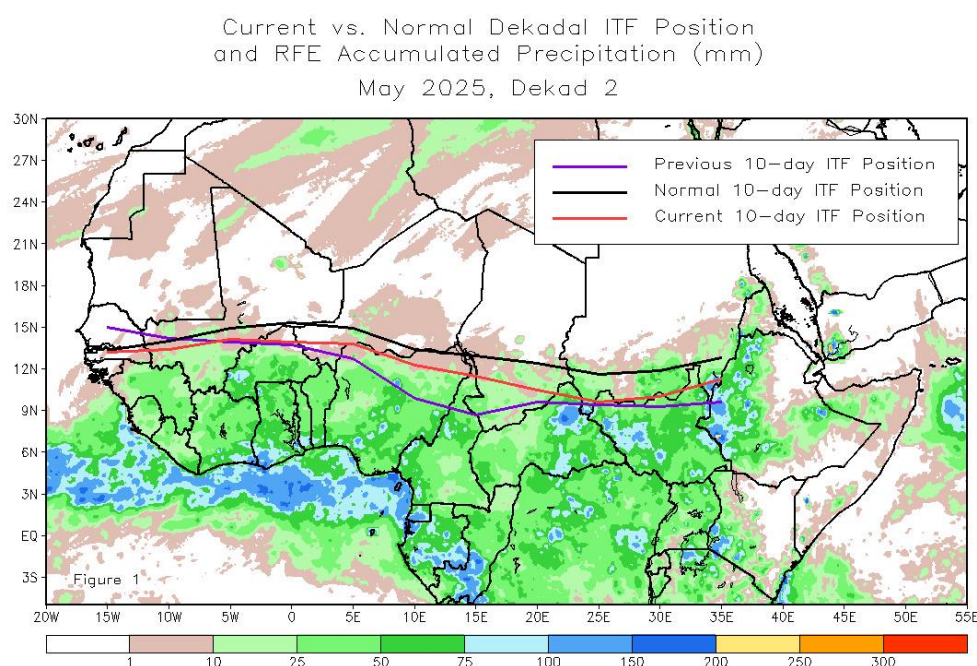 Current vs. Normal Dekadal ITF Position
and RFE Accumulated Precipitation (mm)
May 2025, Dekad 2
Previous 10-day ITF Position
Normal 10-day ITF Position
Current 10-day ITF Position
30N
27N
24N
21N
18N
15N
12N
9N
6N
3N
EQ
3S
Figure 1
20W 15W 10W 5W 0 5E 10E 15E 20E 25E 30E 35E 40E 45E 51E 55E
1 10 25 50 75 100 150 200 250 300